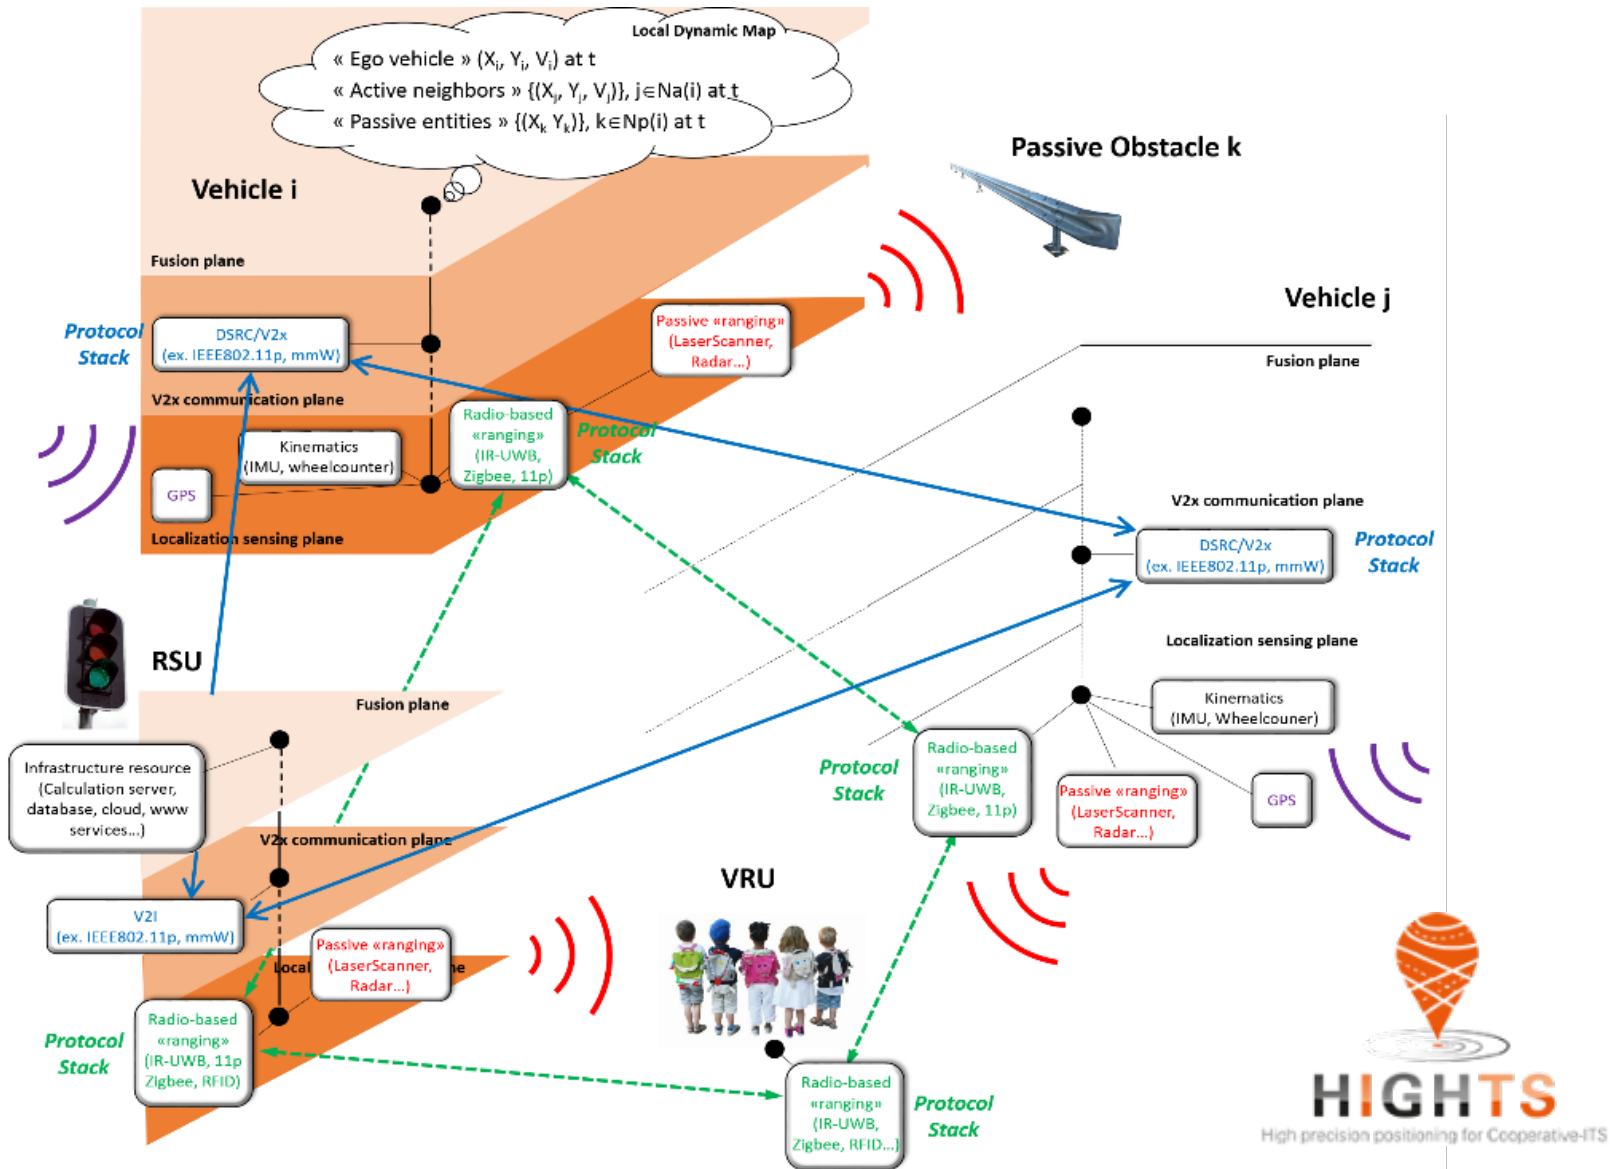 Local Dynamic Map
« Ego vehicle » (Xi, Yi, Vi) at t
« Active neighbors » {(Xj, Yj, Vj)}, j∈Na(i) at t
« Passive entities » {(Xk Yk)}, k∈Np(i) at t
Vehicle i
Passive Obstacle k
Fusion plane
Vehicle j
Protocol
Stack
DSRC/V2x
(ex. IEEE802.11p, mmW)
Passive «ranging»
(LaserScanner,
Radar...)
Fusion plane
V2x communication plane
Radio-based
«ranging»
(IR-UWB,
Zigbee, 11p)
Protocol
Stack
Kinematics
(IMU, wheelcounter)
GPS
Localization sensing plane
V2x communication plane
DSRC/V2x
(ex. IEEE802.11p, mmW)
Protocol
Stack
Localization sensing plane
RSU
Fusion plane
Kinematics
(IMU, Wheelcouner)
Infrastructure resource
(Calculation server,
database, cloud, www
services...)
Protocol
Stack
Radio-based
«ranging»
(IR-UWB,
Zigbee, 11p)
Passive «ranging»
(LaserScanner,
Radar...)
GPS
V2x communication plane
VRU
V2I
(ex. IEEE802.11p, mmW)
Passive «ranging»
(LaserScanner,
Radar...)
Protocol
Stack
Radio-based
«ranging»
(IR-UWB, 11p
Zigbee, RFID)
Radio-based
«ranging»
(IR-UWB,
Zigbee, RFID...)
Protocol
Stack
HIGHTS
High precision positioning for Cooperative-ITS